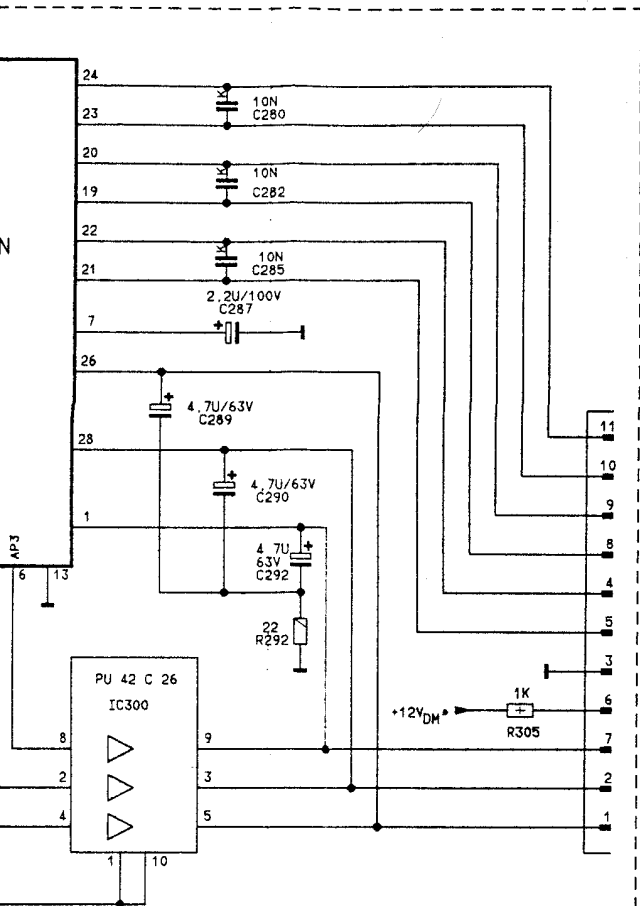 24
10N
C280
23
20
10N
C282
19
22
10N
C285
21
2.2U/100V
C287
7
+
26
+
4.7U/63V
C289
11
28
10
+
4.7U/63V
C290
9
1
8
AP3
4.7U
63V
C292
+
6
13
4
22
R292
5
3
PU 42 C 26
IC300
1K
6
+12VDM
R305
8
9
7
2
3
2
4
5
1
1
10
N
K
K
K